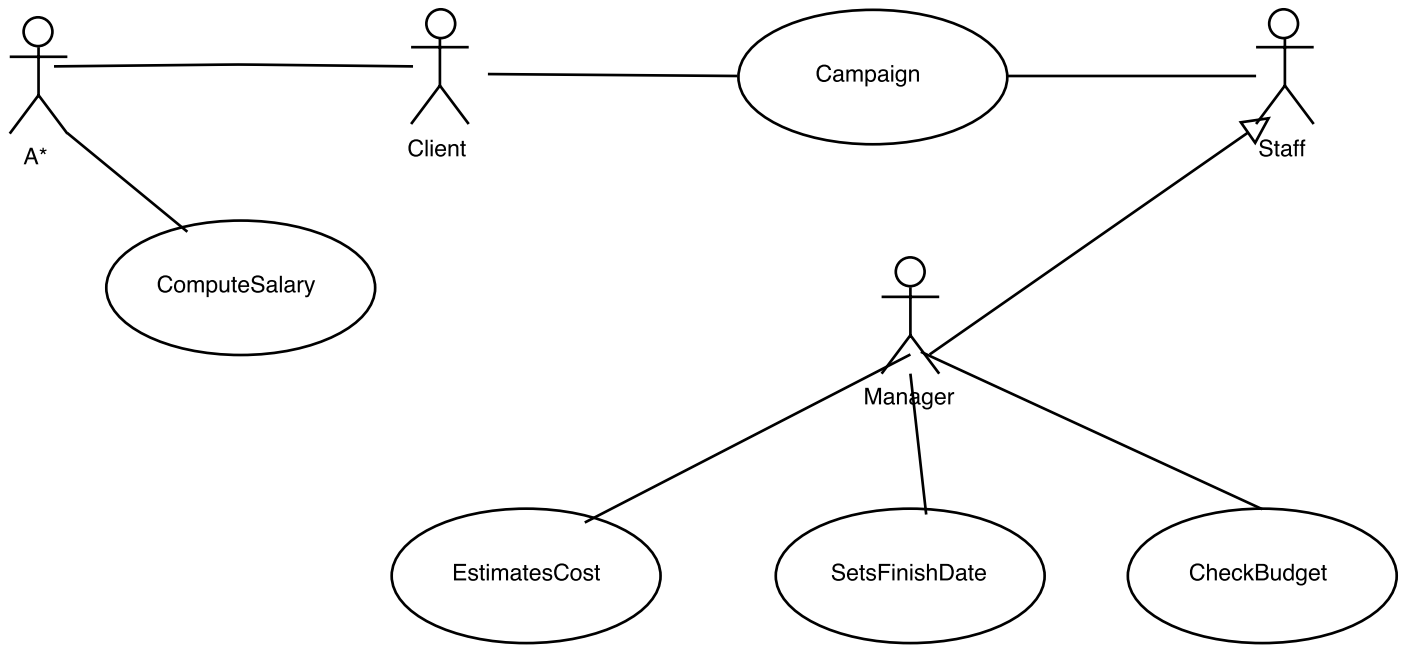 Campaign
A*
Client
Staff
ComputeSalary
Manager
EstimatesCost
SetsFinishDate
CheckBudget